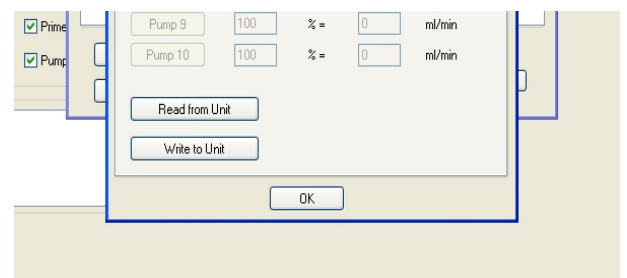 Prime Pump 9 100 % = 0 ml/min
Pump Pump 10 100 % = 0 ml/min
Read from Unit
Write to Unit
OK